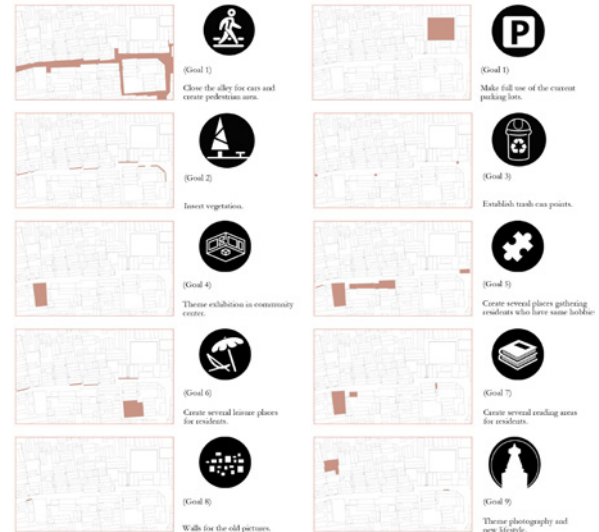 (Goal 1)
Close the alley for cars and
create pedestrian area.
P
(Goal 1)
Make full use of the current
parking lots.
(Goal 2)
Insert vegetation.
(Goal 3)
Establish trash can points.
(Goal 4)
Theme exhibition in community
center.
(Goal 5)
Create several places gathering
residents who have same hobbie
(Goal 6)
Create several leisure places
for residents.
(Goal 7)
Create several reading areas
for residents.
(Goal 8)
Walls for the old pictures.
(Goal 9)
Theme photography and
new lifestyle.